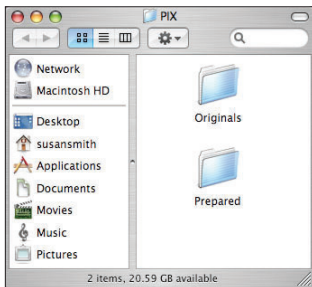 PIX
Network
Macintosh HD
Desktop
susansmith
Applications
Documents
Movies
Music
Pictures
Originals
Prepared
2 items, 20.59 GB available